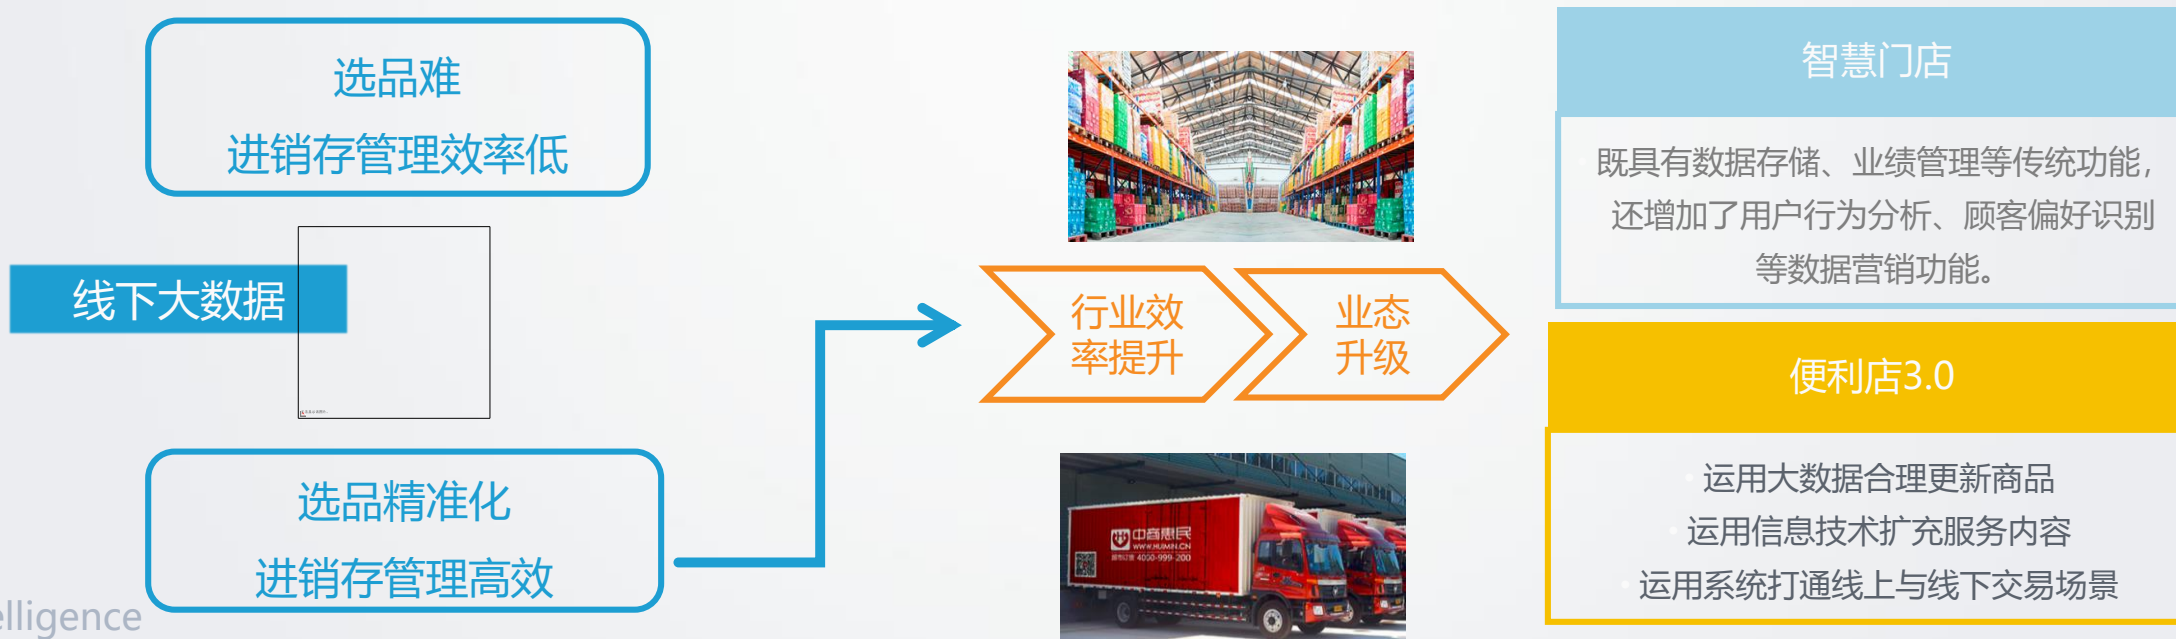 选品难
进销存管理效率低
线下大数据
选品精准化
进销存管理高效
elligence
行业效
率提升
业态
升级
中商惠民
WWW.HUIMIN.CN
4000-999-200
智慧门店
既具有数据存储、业绩管理等传统功能，
还增加了用户行为分析、顾客偏好识别
等数据营销功能。
便利店3.0
运用大数据合理更新商品
运用信息技术扩充服务内容
运用系统打通线上与线下交易场景